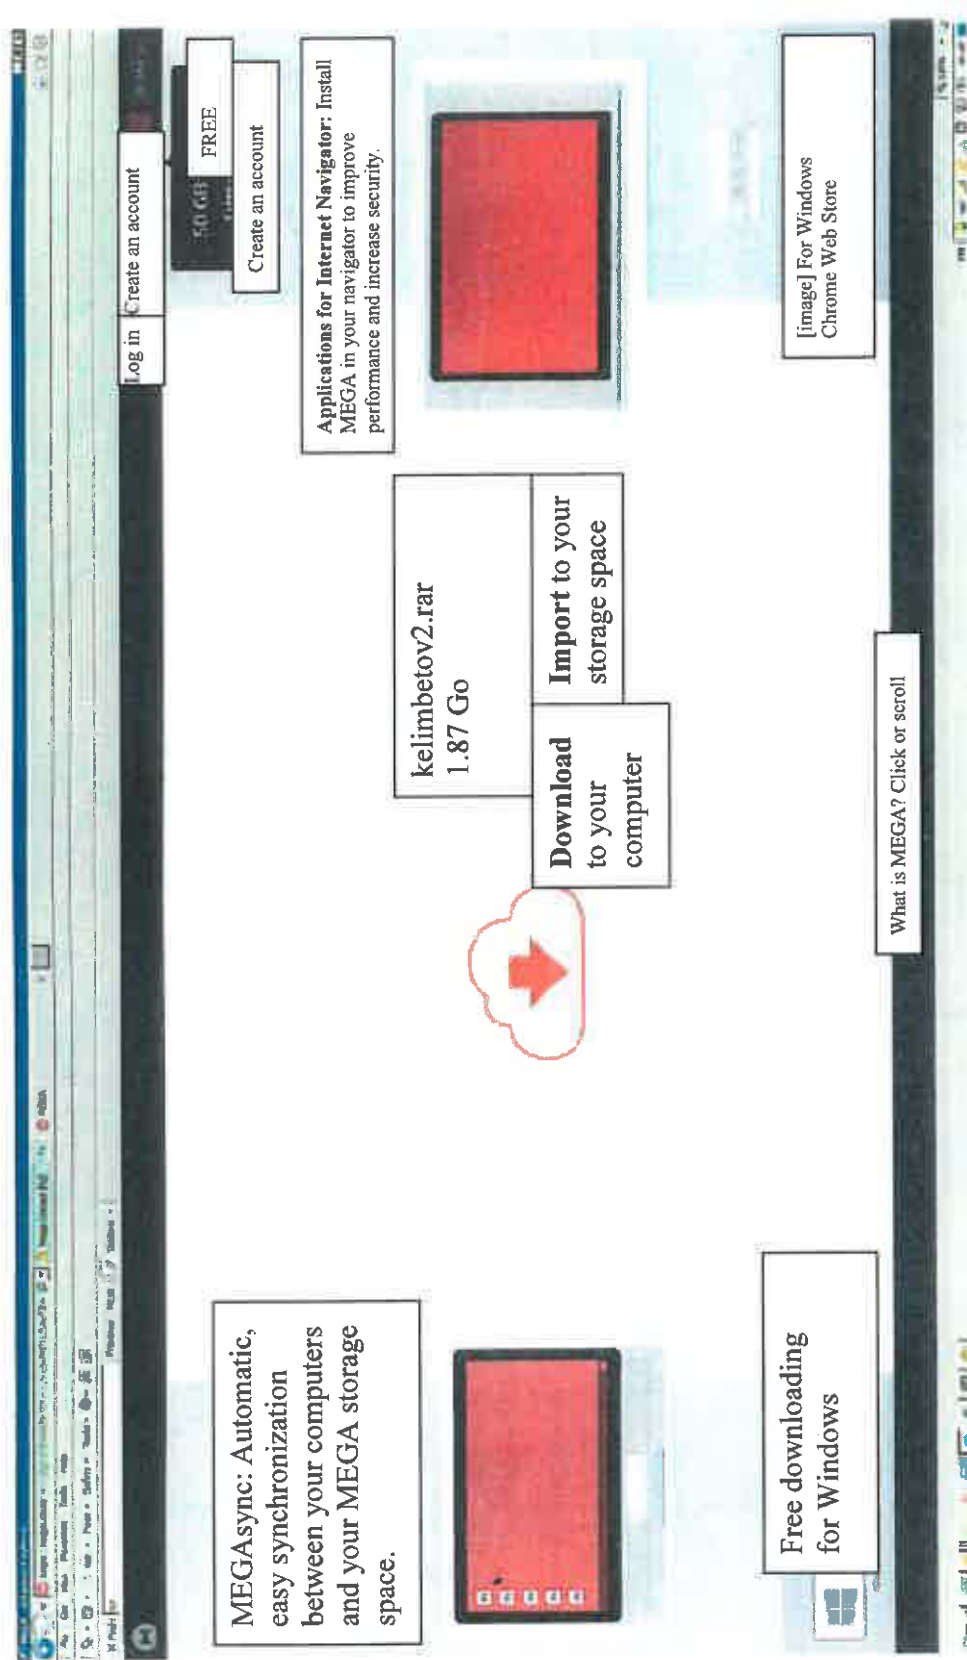 Log in
Create an account
50 GB
FREE
Create an account
MEGAsync: Automatic,
easy synchronization
between your computers
and your MEGA storage
space.
Applications for Internet Navigator: Install
MEGA in your navigator to improve
performance and increase security.
kelimbetov2.rar
1.87 Go
Download
to your
computer
Import to your
storage space
Free downloading
for Windows
[image] For Windows
Chrome Web Store
What is MEGA? Click or scroll